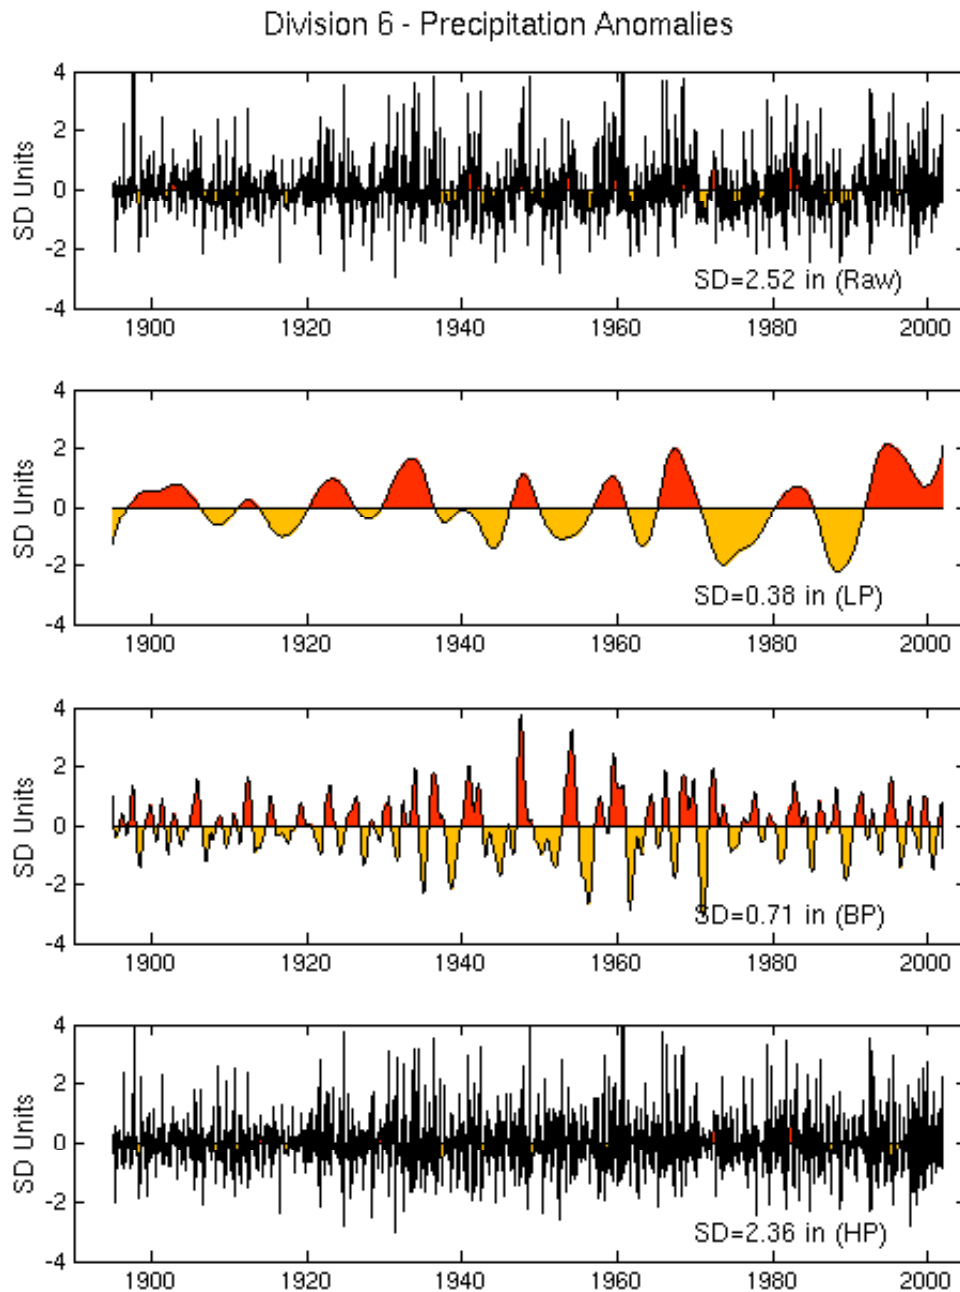 Division 6 - Precipitation Anomalies
4
2
0
-2
-4
SD Units
SD=2.52 in (Raw)
1900 1920 1940 1960 1980 2000
4
2
0
-2
-4
SD Units
SD=0.38 in (LP)
1900 1920 1940 1960 1980 2000
4
2
0
-2
-4
SD Units
SD=0.71 in (BP)
1900 1920 1940 1960 1980 2000
4
2
0
-2
-4
SD Units
SD=2.36 in (HP)
1900 1920 1940 1960 1980 2000